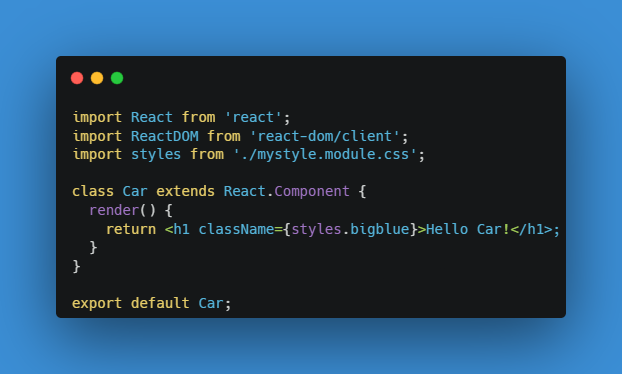 import React from 'react';
import ReactDOM from 'react-dom/client';
import styles from './mystyle.module.css';

class Car extends React.Component {
  render() {
    return <h1 className={styles.bigblue}>Hello Car!</h1>;
  }
}

export default Car;